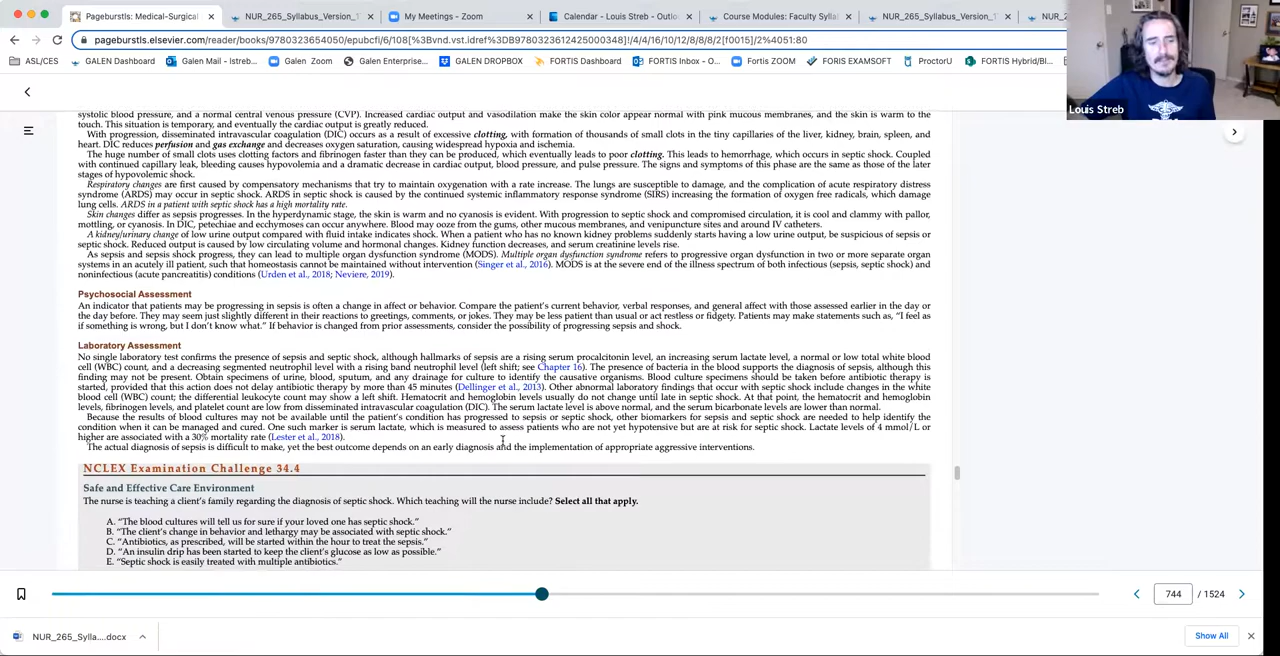 Pageburstls: Medical-Surgical
NUR_265_Syllabus_Version_1
My Meetings - Zoom
Calendar - Louis Streb - Outlo
Course Modules: Faculty Sylla
NUR_265_Syllabus_Version_1
NUR_2
pageburstls.elsevier.com/reader/books/9780323654050/epubcfi/6/108[%3Bvnd.vst.idref%3DB9780323612425000348]!/4/4/16/10/12/8/8/8/2[f0015]/2%4051:80
ASL/CES
GALEN Dashboard
Galen Mail - lstreb...
Galen Zoom
Galen Enterprise...
GALEN DROPBOX
FORTIS Dashboard
FORTIS Inbox - O...
Fortis ZOOM
FORIS EXAMSOFT
ProctorU
FORTIS Hybrid/Bl...
Louis Streb
systolic blood pressure, and a normal central venous pressure (CVP). Increased cardiac output and vasodilation make the skin color appear normal with pink mucous membranes, and the skin is warm to the
touch. This situation is temporary, and eventually the cardiac output is greatly reduced.
With progression, disseminated intravascular coagulation (DIC) occurs as a result of excessive clotting, with formation of thousands of small clots in the tiny capillaries of the liver, kidney, brain, spleen, and
heart. DIC reduces perfusion and gas exchange and decreases oxygen saturation, causing widespread hypoxia and ischemia.
The huge number of small clots uses clotting factors and fibrinogen faster than they can be produced, which eventually leads to poor clotting. This leads to hemorrhage, which occurs in septic shock. Coupled
with continued capillary leak, bleeding causes hypovolemia and a dramatic decrease in cardiac output, blood pressure, and pulse pressure. The signs and symptoms of this phase are the same as those of the later
stages of hypovolemic shock.
Respiratory changes are first caused by compensatory mechanisms that try to maintain oxygenation with a rate increase. The lungs are susceptible to damage, and the complication of acute respiratory distress
syndrome (ARDS) may occur in septic shock. ARDS in septic shock is caused by the continued systemic inflammatory response syndrome (SIRS) increasing the formation of oxygen free radicals, which damage
lung cells. ARDS in a patient with septic shock has a high mortality rate.
Skin changes differ as sepsis progresses. In the hyperdynamic stage, the skin is warm and no cyanosis is evident. With progression to septic shock and compromised circulation, it is cool and clammy with pallor,
mottling, or cyanosis. In DIC, petechiae and ecchymoses can occur anywhere. Blood may ooze from the gums, other mucous membranes, and venipuncture sites and around IV catheters.
A kidney/urinary change of low urine output compared with fluid intake indicates shock. When a patient who has no known kidney problems suddenly starts having a low urine output, be suspicious of sepsis or
septic shock. Reduced output is caused by low circulating volume and hormonal changes. Kidney function decreases, and serum creatinine levels rise.
As sepsis and sepsis shock progress, they can lead to multiple organ dysfunction syndrome (MODS). Multiple organ dysfunction syndrome refers to progressive organ dysfunction in two or more separate organ
systems in an acutely ill patient, such that homeostasis cannot be maintained without intervention (Singer et al., 2016). MODS is at the severe end of the illness spectrum of both infectious (sepsis, septic shock) and
noninfectious (acute pancreatitis) conditions (Urden et al., 2018; Neviere, 2019).
Psychosocial Assessment
An indicator that patients may be progressing in sepsis is often a change in affect or behavior. Compare the patient's current behavior, verbal responses, and general affect with those assessed earlier in the day or
the day before. They may seem just slightly different in their reactions to greetings, comments, or jokes. They may be less patient than usual or act restless or fidgety. Patients may make statements such as, "I feel as
if something is wrong, but I don't know what." If behavior is changed from prior assessments, consider the possibility of progressing sepsis and shock.
Laboratory Assessment
No single laboratory test confirms the presence of sepsis and septic shock, although hallmarks of sepsis are a rising serum procalcitonin level, an increasing serum lactate level, a normal or low total white blood
cell (WBC) count, and a decreasing segmented neutrophil level with a rising band neutrophil level (left shift; see Chapter 16). The presence of bacteria in the blood supports the diagnosis of sepsis, although this
finding may not be present. Obtain specimens of urine, blood, sputum, and any drainage for culture to identify the causative organisms. Blood culture specimens should be taken before antibiotic therapy is
started, provided that this action does not delay antibiotic therapy by more than 45 minutes (Dellinger et al., 2013). Other abnormal laboratory findings that occur with septic shock include changes in the white
blood cell (WBC) count; the differential leukocyte count may show a left shift. Hematocrit and hemoglobin levels usually do not change until late in septic shock. At that point, the hematocrit and hemoglobin
levels, fibrinogen levels, and platelet count are low from disseminated intravascular coagulation (DIC). The serum lactate level is above normal, and the serum bicarbonate levels are lower than normal.
Because the results of blood cultures may not be available until the patient's condition has progressed to sepsis or septic shock, other biomarkers for sepsis and septic shock are needed to help identify the
condition when it can be managed and cured. One such marker is serum lactate, which is measured to assess patients who are not yet hypotensive but are at risk for septic shock. Lactate levels of 4 mmol/L or
higher are associated with a 30% mortality rate (Lester et al., 2018).
The actual diagnosis of sepsis is difficult to make, yet the best outcome depends on an early diagnosis and the implementation of appropriate aggressive interventions.
NCLEX Examination Challenge 34.4
Safe and Effective Care Environment
The nurse is teaching a client's family regarding the diagnosis of septic shock. Which teaching will the nurse include? Select all that apply.
A. "The blood cultures will tell us for sure if your loved one has septic shock."
B. "The client's change in behavior and lethargy may be associated with septic shock."
C. "Antibiotics, as prescribed, will be started within the hour to treat the sepsis."
D. "An insulin drip has been started to keep the client's glucose as low as possible."
E. "Septic shock is easily treated with multiple antibiotics."
744 / 1524
NUR_265_Sylla....docx
Show All